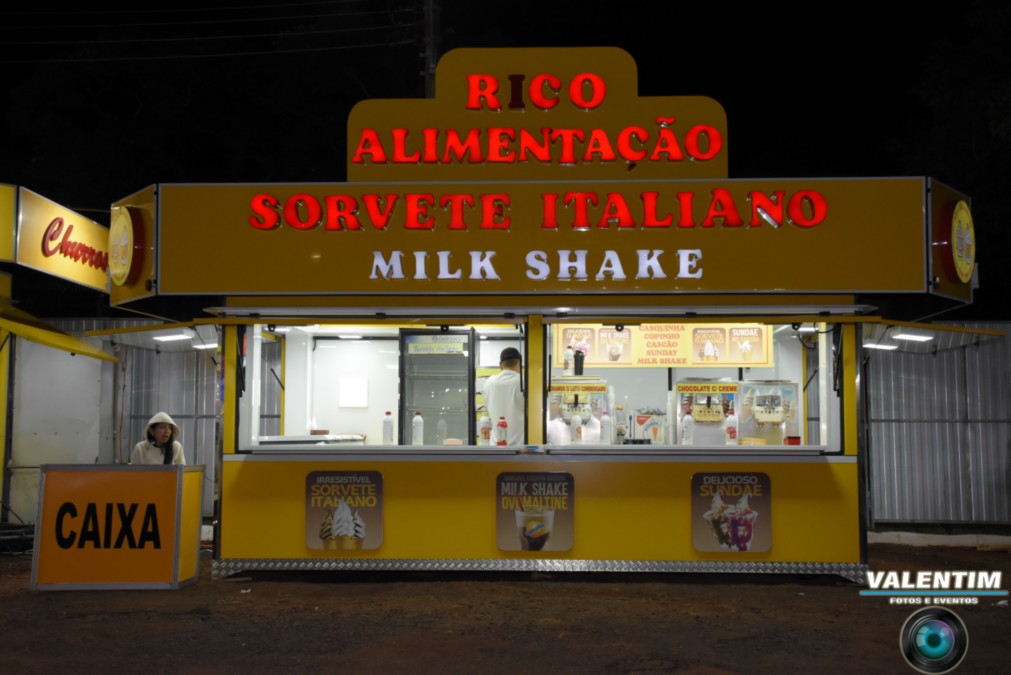 RICO
ALIMENTAÇÃO
SORVETE ITALIANO
MILK SHAKE
Churros
CASQUINHA
COPINHO
CASCÃO
SUNDAY
MILK SHAKE
SUNDAE
CHOCOLATE C/ CREME
CAIXA
IRRESISTÍVEL
SORVETE
ITALIANO
MILK SHAKE
OVOMALTINE
DELICIOSO
SUNDAE
VALENTIM
FOTOS E EVENTOS